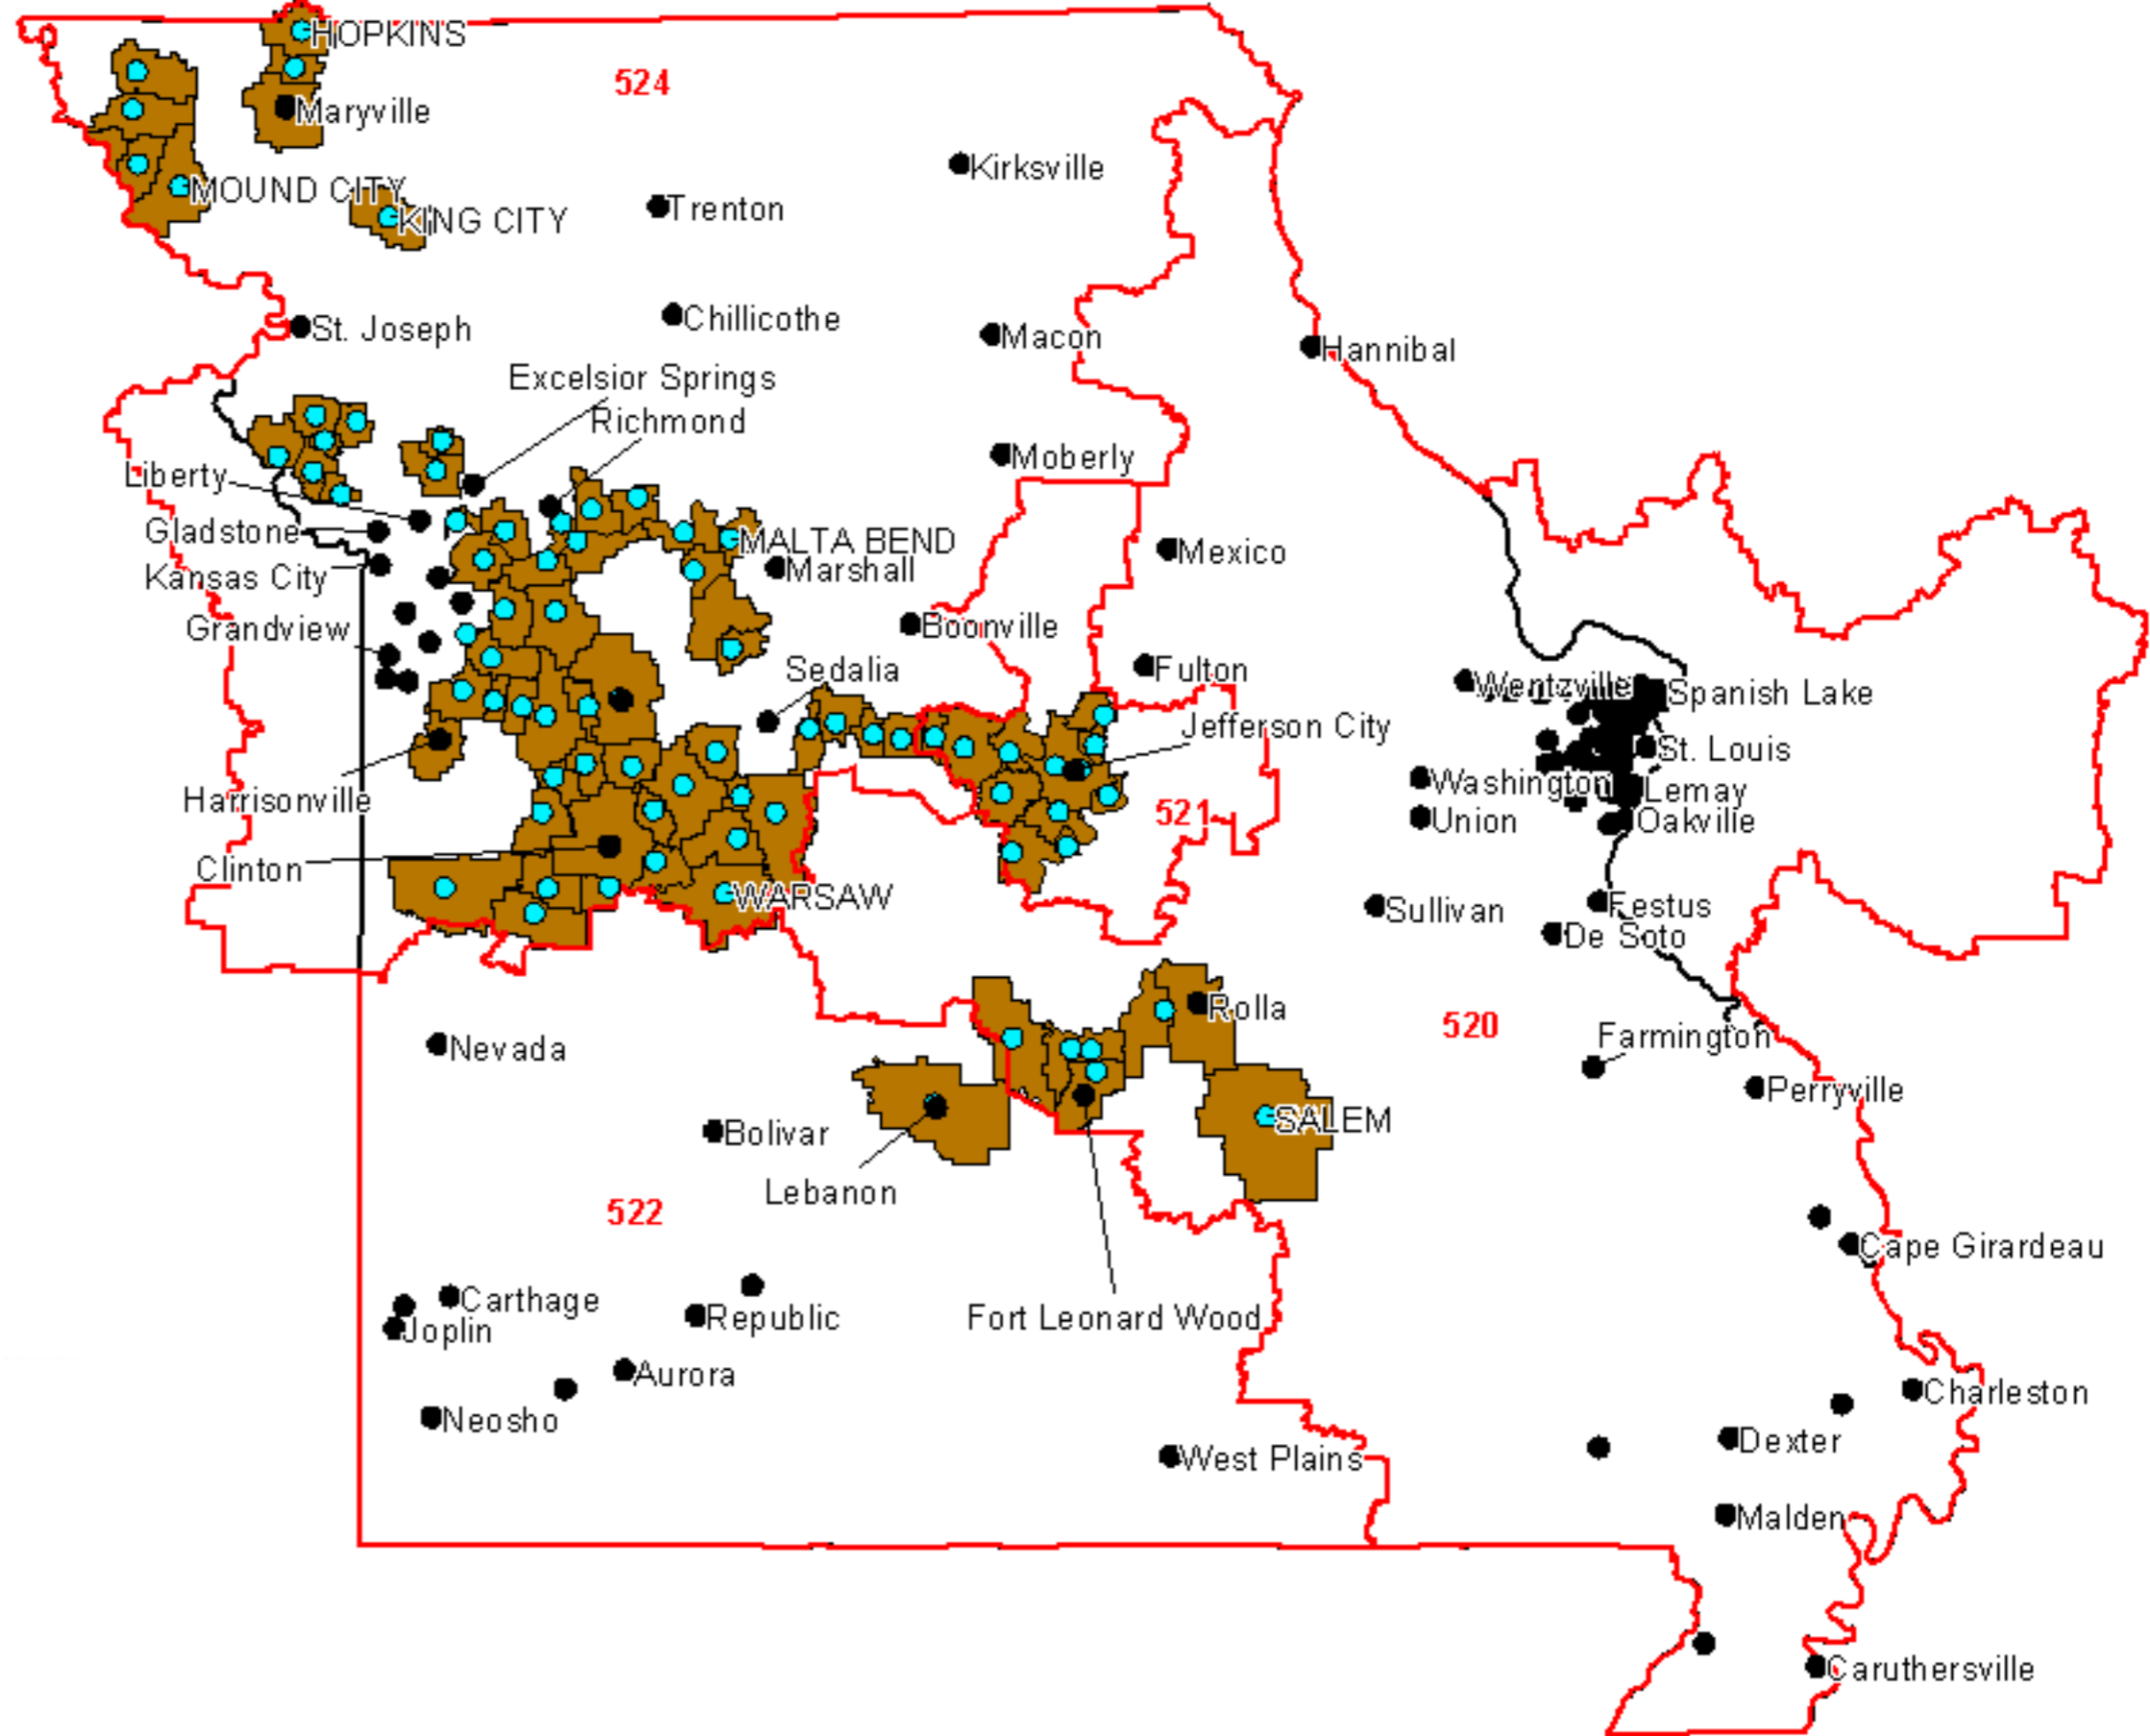 HOPKINS
524
Maryville
Kirksville
MOUND CITY
Trenton
KING CITY
Chillicothe
St. Joseph
Macon
Hannibal
Excelsior Springs
Richmond
Moberly
Liberty
Gladstone
MALTA BEND
Mexico
Marshall
Kansas City
Boonville
Grandview
Sedalia
Fulton
Wentzville
Spanish Lake
Jefferson City
St. Louis
Washington
Lemay
Harrisonville
521
Union
Oakville
Clinton
WARSAW
Sullivan
Festus
De Soto
Rolla
520
Farmington
Nevada
Perryville
SALEM
Bolivar
Lebanon
522
Cape Girardeau
Carthage
Fort Leonard Wood
Republic
Joplin
Aurora
Charleston
Neosho
Dexter
West Plains
Malden
Caruthersville